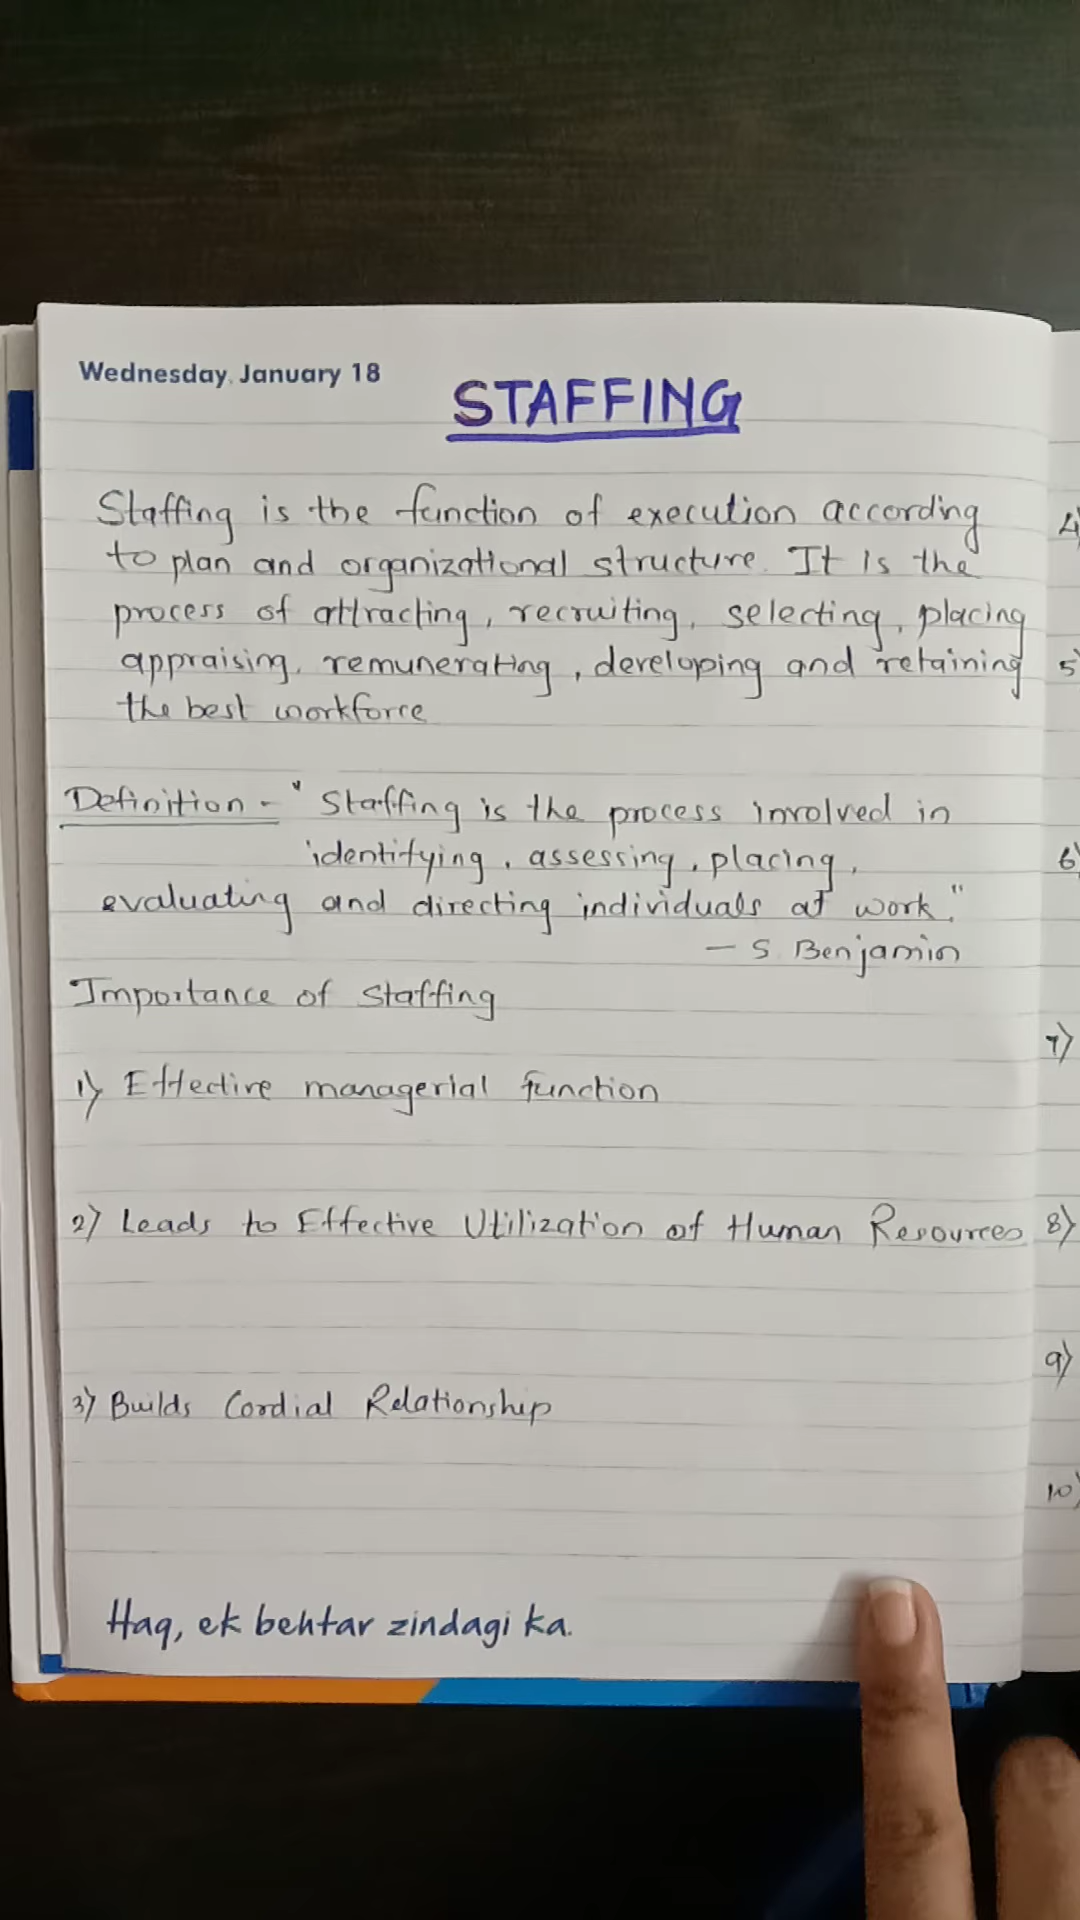 Wednesday, January 18
STAFFING
Staffing is the function of execution according
to plan and organizational structure. It is the
process of attracting, recruiting, selecting, placing
appraising, remunerating, developing and retaining
the best workforce
Definition - " Staffing is the process involved in
identifying, assessing, placing,
evaluating and directing individuals at work."
- S. Benjamin
Importance of staffing
1) Effective managerial function
2) Leads to Effective Utilization of Human Resources
3) Builds Cordial Relationship
Haq, ek behtar zindagi ka.
4)
5)
6)
7)
8)
9)
10)